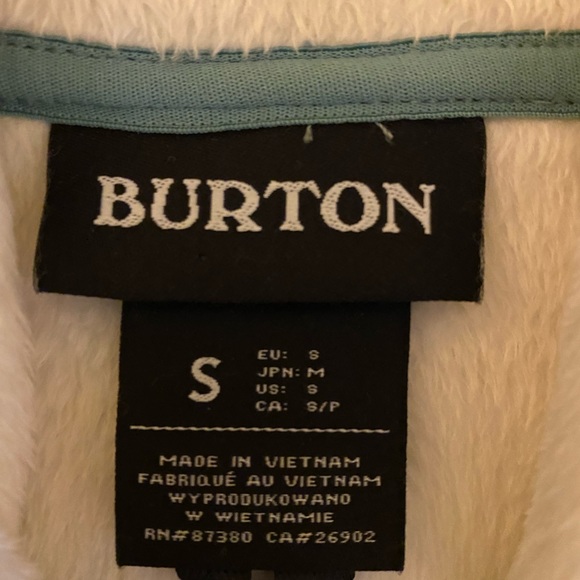 BURTON
S
EU: S
JPN: M
US: S
CA: S/P
MADE IN VIETNAM
FABRIQUÉ AU VIETNAM
WYPRODUKOWANO
W WIETNAMIE
RN#87380 CA#26902